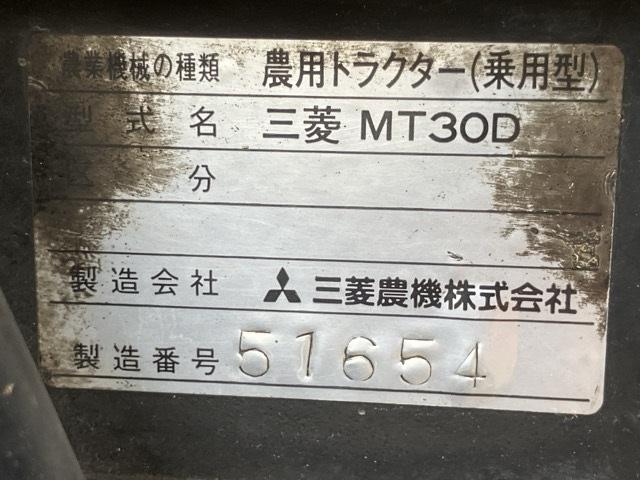 農業機械の種類 農用トラクター(乗用型)
型式名 三菱 MT30D
区分
製造会社 三菱農機株式会社
製造番号 51654